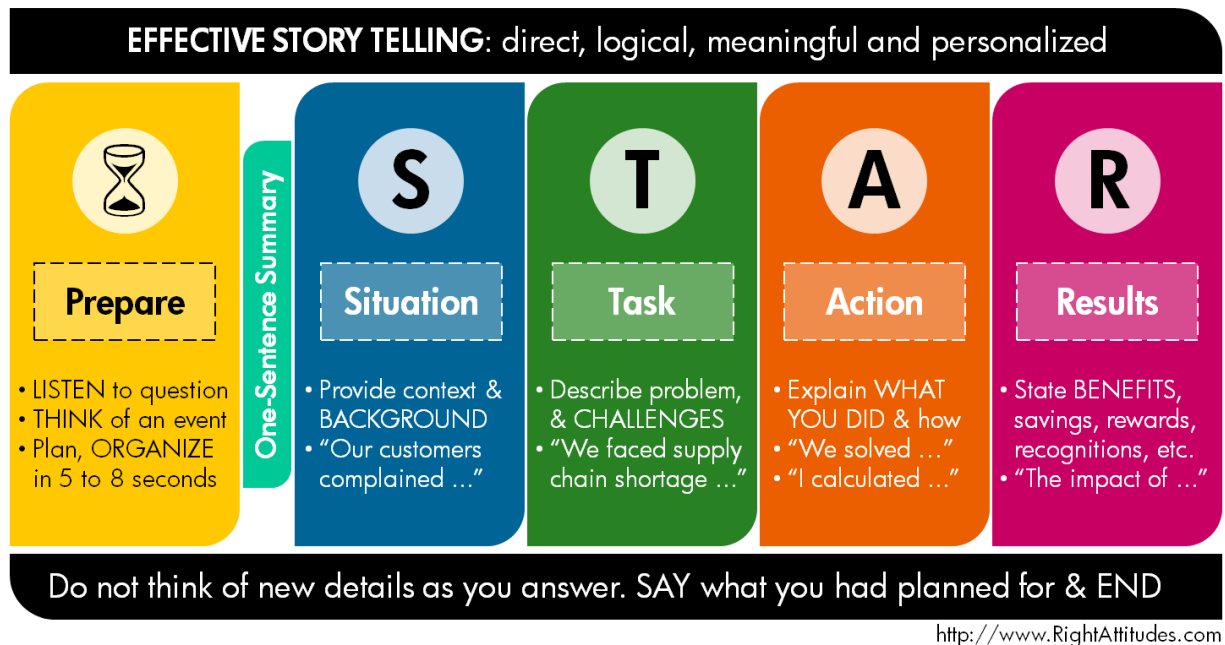 EFFECTIVE STORY TELLING: direct, logical, meaningful and personalized
Prepare
• LISTEN to question
• THINK of an event
• Plan, ORGANIZE
in 5 to 8 seconds
One-Sentence Summary
S
Situation
• Provide context &
BACKGROUND
• “Our customers
complained ...”
T
Task
• Describe problem,
& CHALLENGES
• “We faced supply
chain shortage ...”
A
Action
• Explain WHAT
YOU DID & how
• “We solved ...”
• “I calculated ...”
R
Results
• State BENEFITS,
savings, rewards,
recognitions, etc.
• “The impact of ...”
Do not think of new details as you answer. SAY what you had planned for & END
http://www.RightAttitudes.com